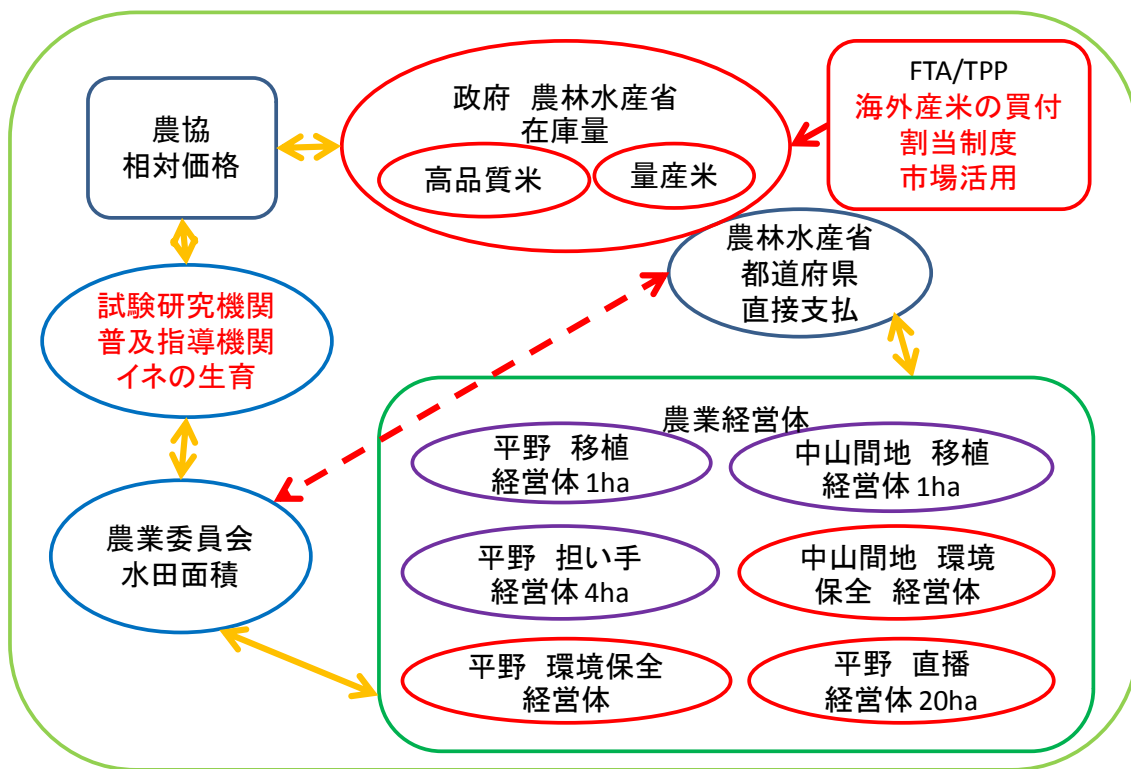 農協
相対価格
政府 農林水産省
在庫量
高品質米
量産米
FTA/TPP
海外産米の買付
割当制度
市場活用
農林水産省
都道府県
直接支払
試験研究機関
普及指導機関
イネの生育
農業委員会
水田面積
農業経営体
平野 移植
経営体 1ha
中山間地 移植
経営体 1ha
平野 担い手
経営体 4ha
中山間地 環境
保全 経営体
平野 環境保全
経営体
平野 直播
経営体 20ha